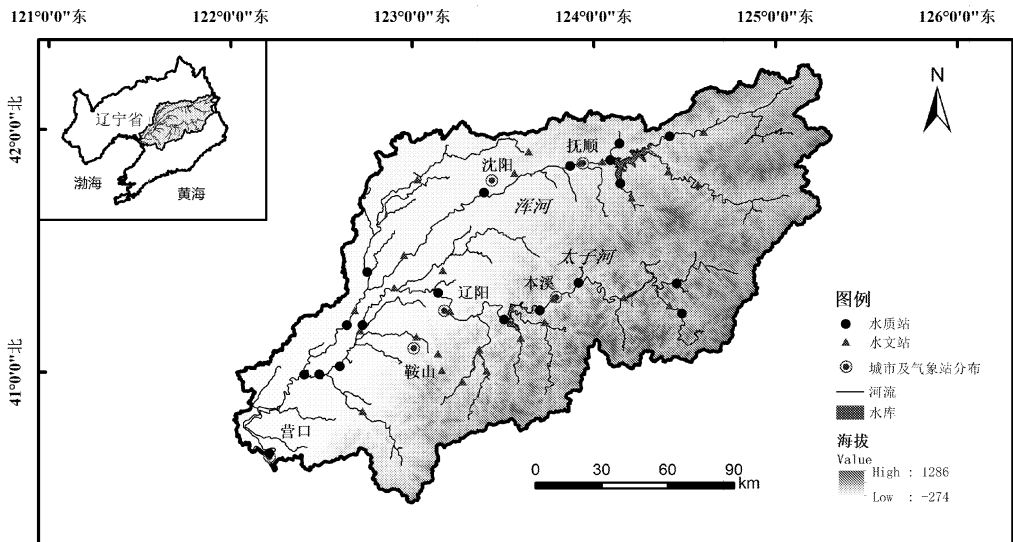 121°0'0"东
122°0'0"东
123°0'0"东
124°0'0"东
125°0'0"东
126°0'0"东
42°0'0"北
41°0'0"北
辽宁省
渤海
黄海
N
抚顺
沈阳
浑河
太子河
本溪
辽阳
鞍山
营口
图例
水质站
水文站
城市及气象站分布
河流
水库
海拔
Value
High : 1286
Low : -274
0 30 60 90
km